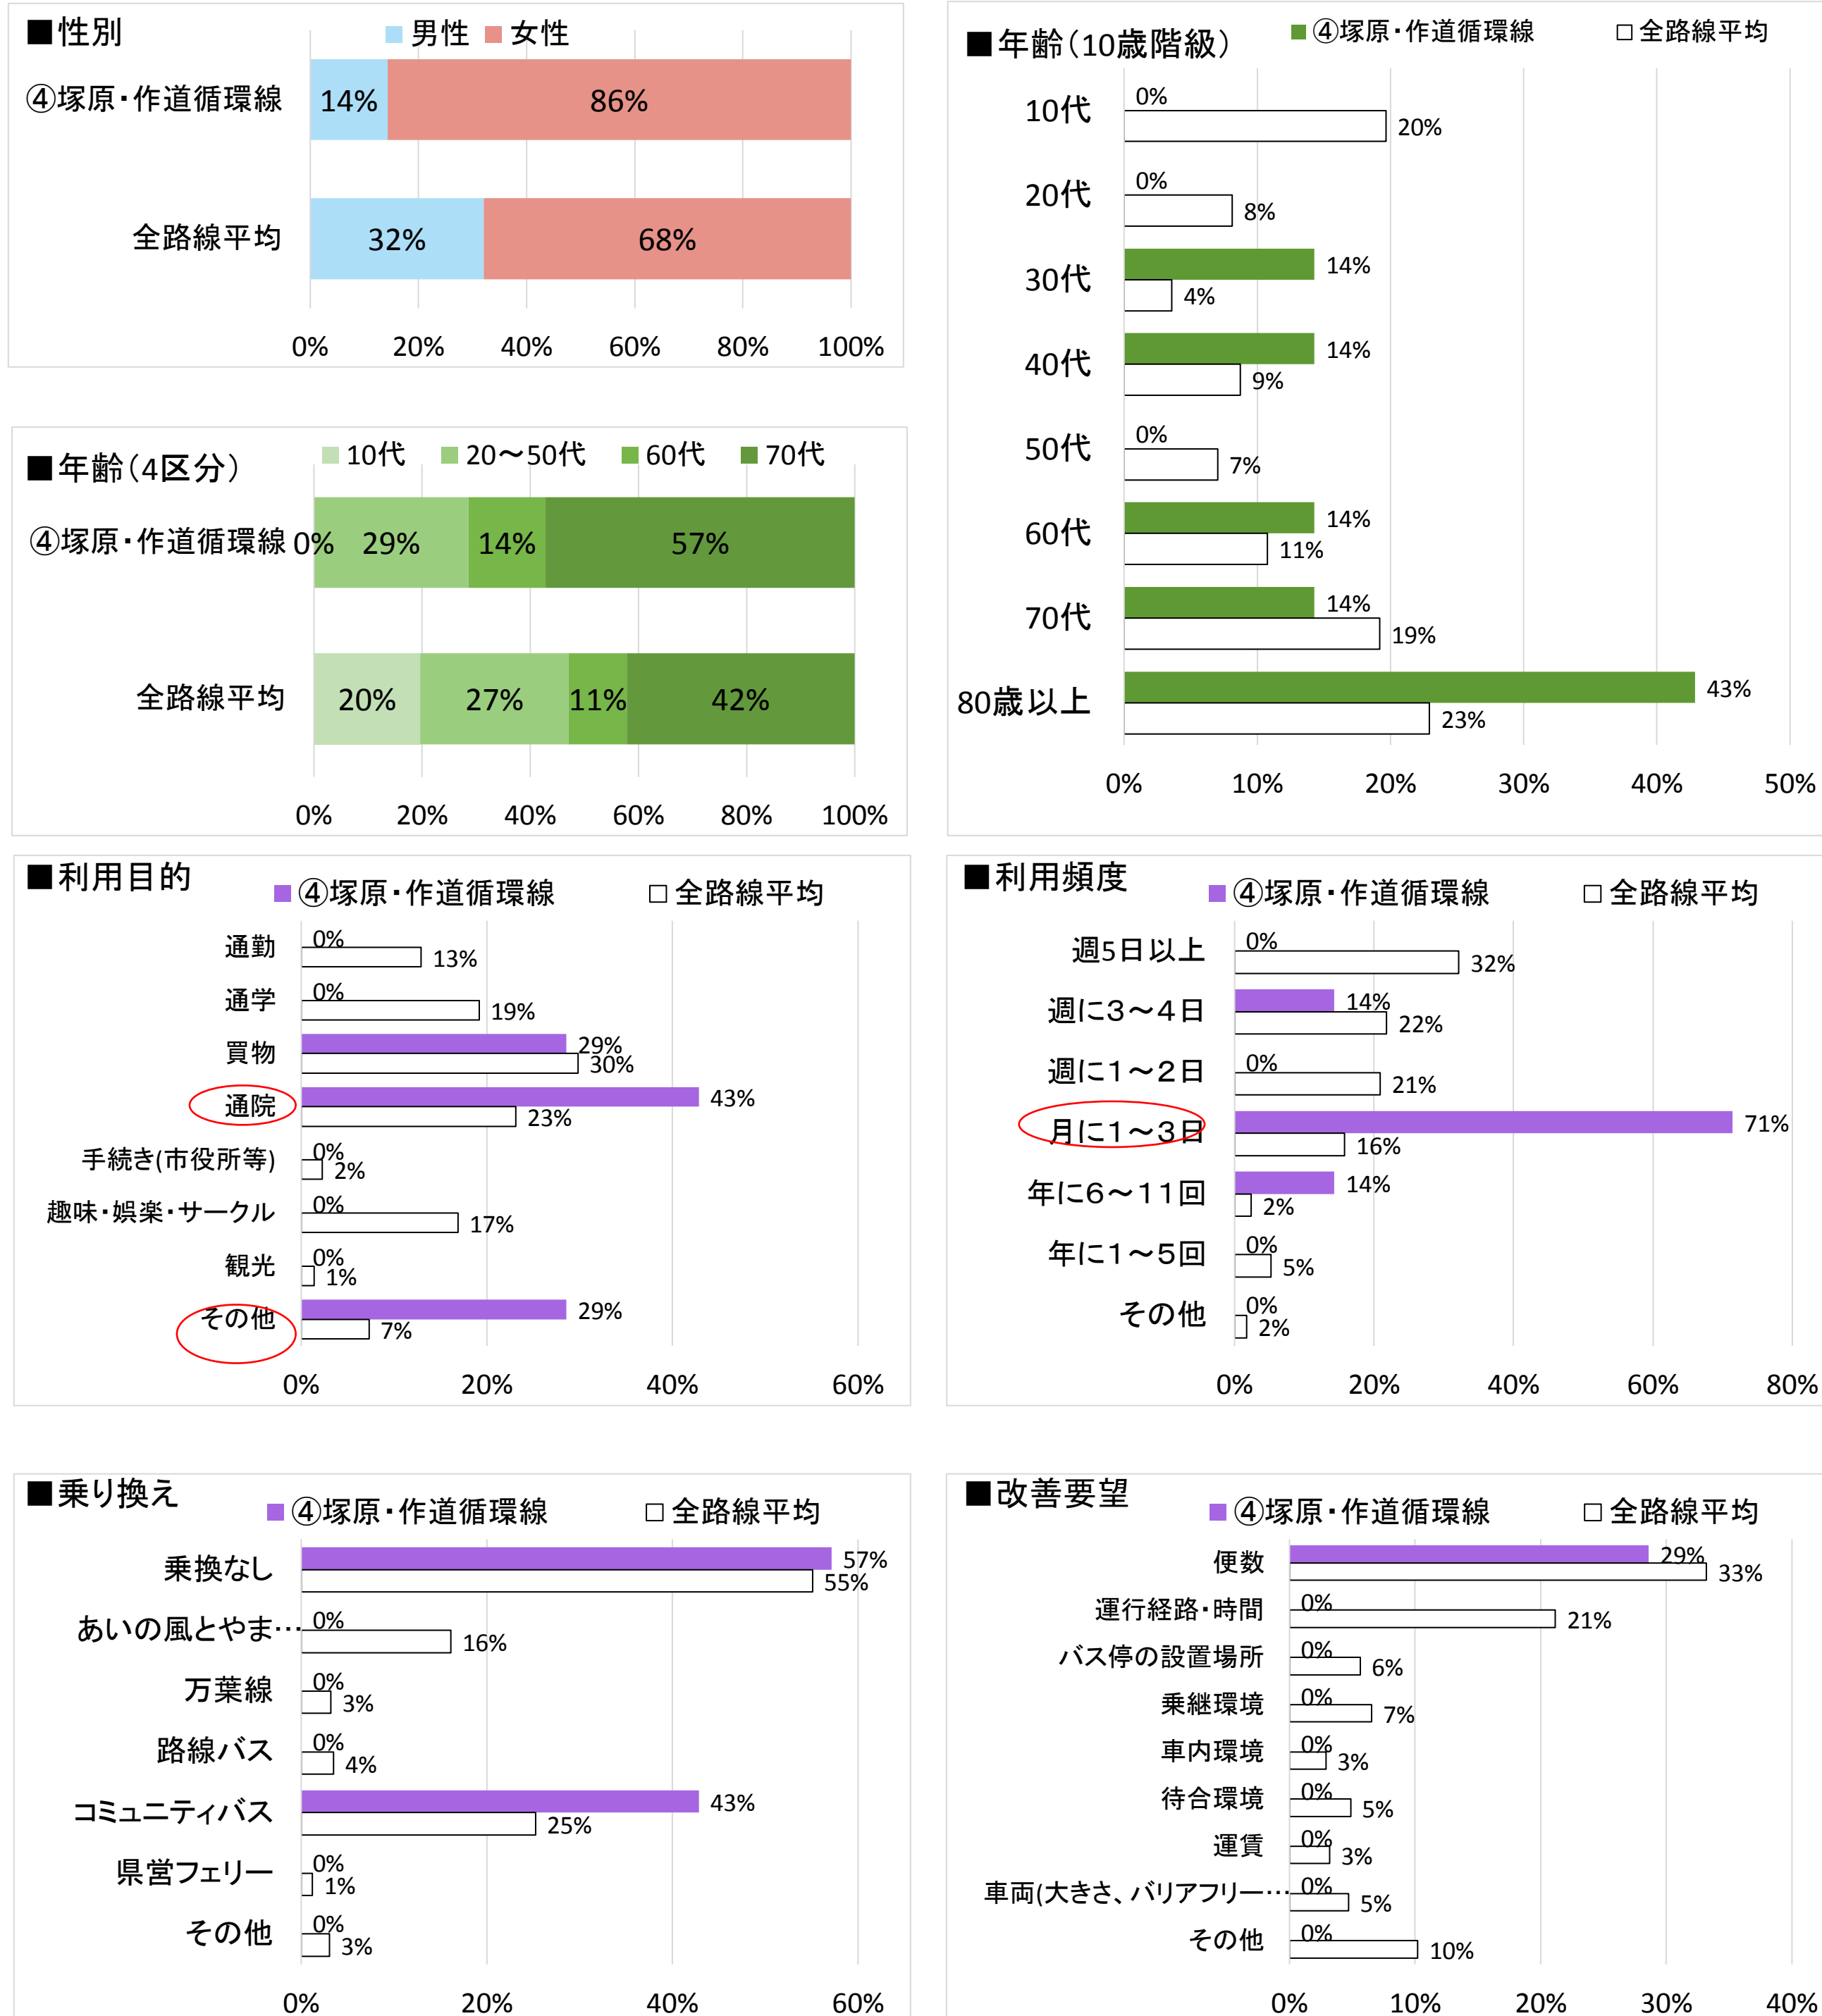 ■性別
男性 女性
④塚原・作道循環線 14% 86%
全路線平均 32% 68%
0% 20% 40% 60% 80% 100%
■年齢(10歳階級)
④塚原・作道循環線 全路線平均
10代 0% 20%
20代 0% 8%
30代 14% 4%
40代 14% 9%
50代 0% 7%
60代 14% 11%
70代 14% 19%
80歳以上 43% 23%
0% 10% 20% 30% 40% 50%
■年齢(4区分)
10代 20～50代 60代 70代
④塚原・作道循環線 0% 29% 14% 57%
全路線平均 20% 27% 11% 42%
0% 20% 40% 60% 80% 100%
■利用目的
④塚原・作道循環線 全路線平均
通勤 0% 13%
通学 0% 19%
買物 29% 30%
通院 43% 23%
手続き(市役所等) 0% 2%
趣味・娯楽・サークル 0% 17%
観光 0% 1%
その他 29% 7%
0% 20% 40% 60%
■利用頻度
④塚原・作道循環線 全路線平均
週5日以上 0% 32%
週に３～４日 14% 22%
週に１～２日 0% 21%
月に１～３日 71% 16%
年に６～１１回 14% 2%
年に１～５回 0% 5%
その他 0% 2%
0% 20% 40% 60% 80%
■乗り換え
④塚原・作道循環線 全路線平均
乗換なし 57% 55%
あいの風とやま… 0% 16%
万葉線 0% 3%
路線バス 0% 4%
コミュニティバス 43% 25%
県営フェリー 0% 1%
その他 0% 3%
0% 20% 40% 60%
■改善要望
④塚原・作道循環線 全路線平均
便数 29% 33%
運行経路・時間 0% 21%
バス停の設置場所 0% 6%
乗継環境 0% 7%
車内環境 0% 3%
待合環境 0% 5%
運賃 0% 3%
車両(大きさ、バリアフリー… 0% 5%
その他 0% 10%
0% 10% 20% 30% 40%